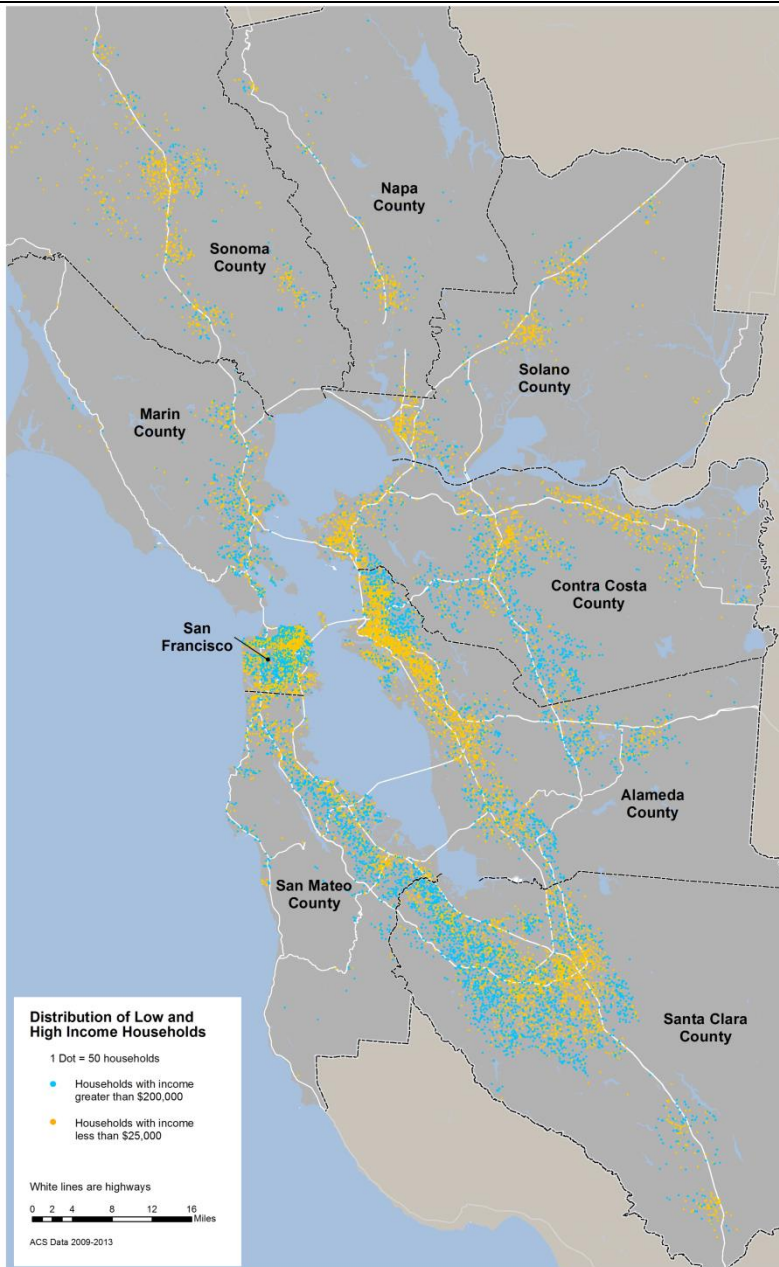 Napa
County
Sonoma
County
Solano
County
Marin
County
Contra Costa
County
San
Francisco
Alameda
County
San Mateo
County
Santa Clara
County
Distribution of Low and
High Income Households
1 Dot = 50 households
Households with income
greater than $200,000
Households with income
less than $25,000
White lines are highways
0 2 4 8 12 16
Miles
ACS Data 2009-2013